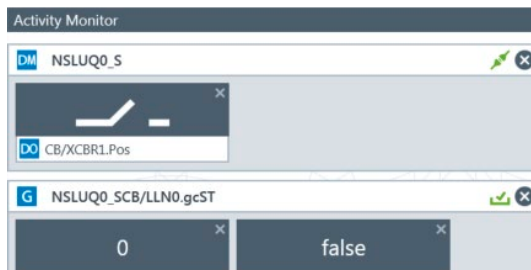 Activity Monitor
DM NSLUQ0_S
DO CB/XCBR1.Pos
G NSLUQ0_SCB/LLN0.gcST
0 false